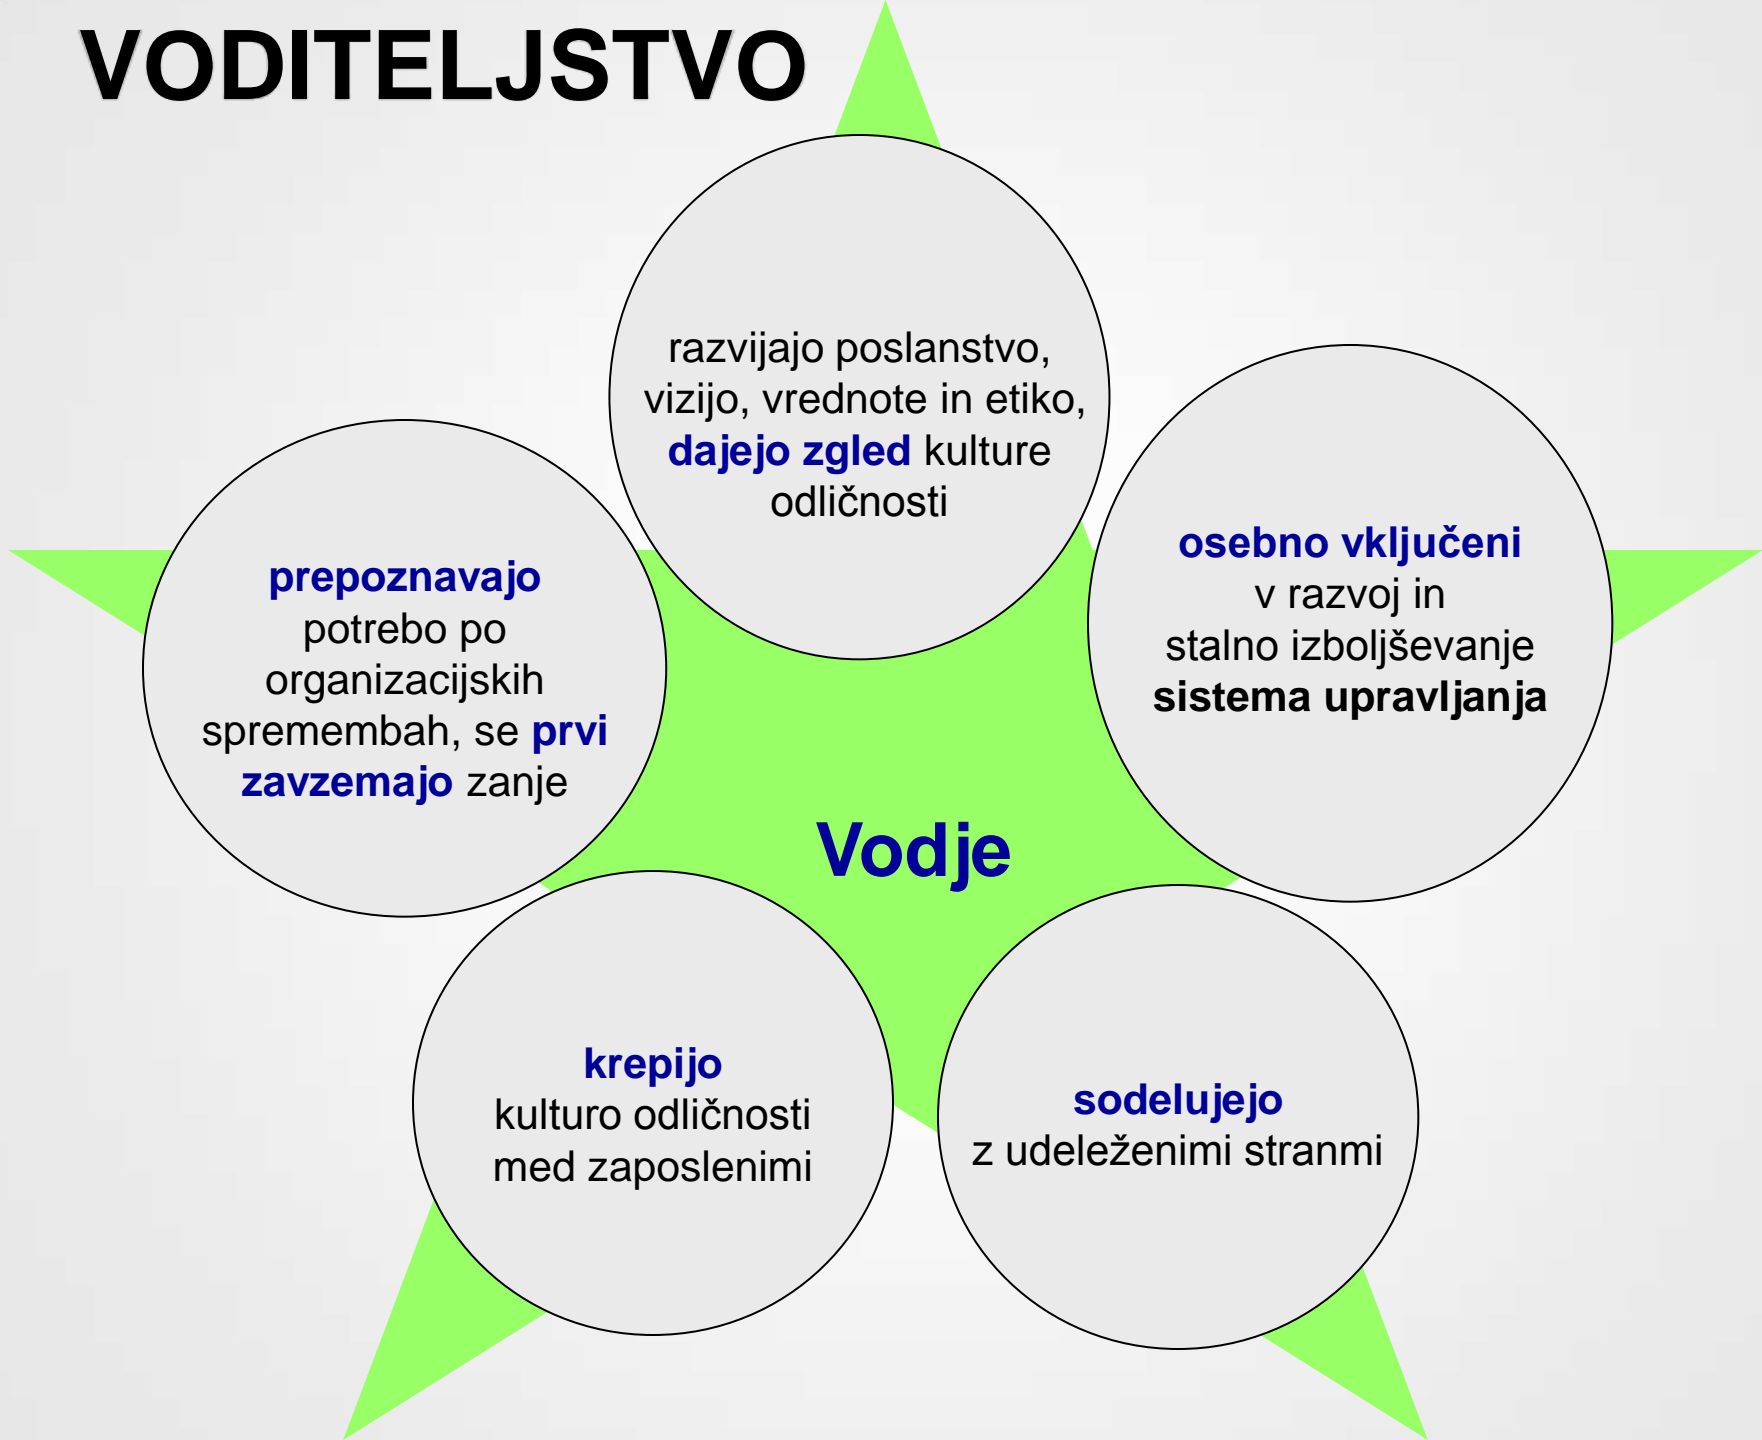 VODITELJSTVO
razvijajo poslanstvo,
vizijo, vrednote in etiko,
dajejo zgled kulture
odličnosti
osebno vključeni
v razvoj in
stalno izboljševanje
sistema upravljanja
prepoznavajo
potrebo po
organizacijskih
spremembah, se prvi
zavzemajo zanje
Vodje
krepijo
kulturo odličnosti
med zaposlenimi
sodelujejo
z udeleženimi stranmi